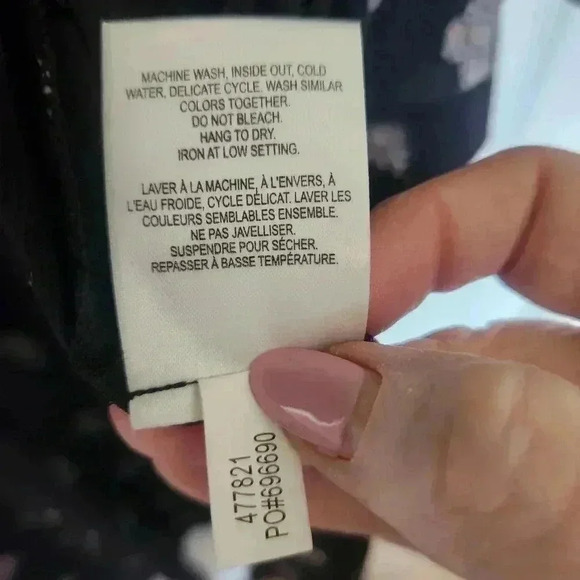 MACHINE WASH, INSIDE OUT, COLD
WATER, DELICATE CYCLE. WASH SIMILAR
COLORS TOGETHER.
DO NOT BLEACH.
HANG TO DRY.
IRON AT LOW SETTING.
LAVER À LA MACHINE, À L'ENVERS, À
L'EAU FROIDE, CYCLE DÉLICAT. LAVER LES
COULEURS SEMBLABLES ENSEMBLE.
NE PAS JAVELLISER.
SUSPENDRE POUR SÉCHER.
REPASSER À BASSE TEMPÉRATURE.
477821
PO#696690